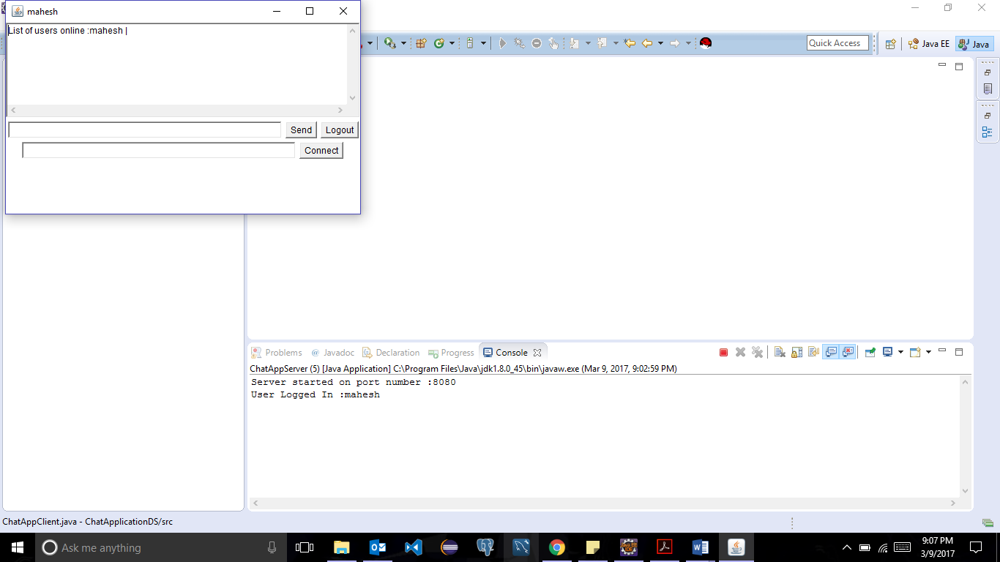 mahesh
List of users online :mahesh |
Send Logout
Connect
Quick Access
Java EE
Java
Problems @ Javadoc Declaration Progress Console
ChatAppServer (5) [Java Application] C:\Program Files\Java\jdk1.8.0_45\bin\javaw.exe (Mar 9, 2017, 9:02:59 PM)
Server started on port number :8080
User Logged In :mahesh
ChatAppClient.java - ChatApplicationDS/src
Ask me anything
9:07 PM
3/9/2017